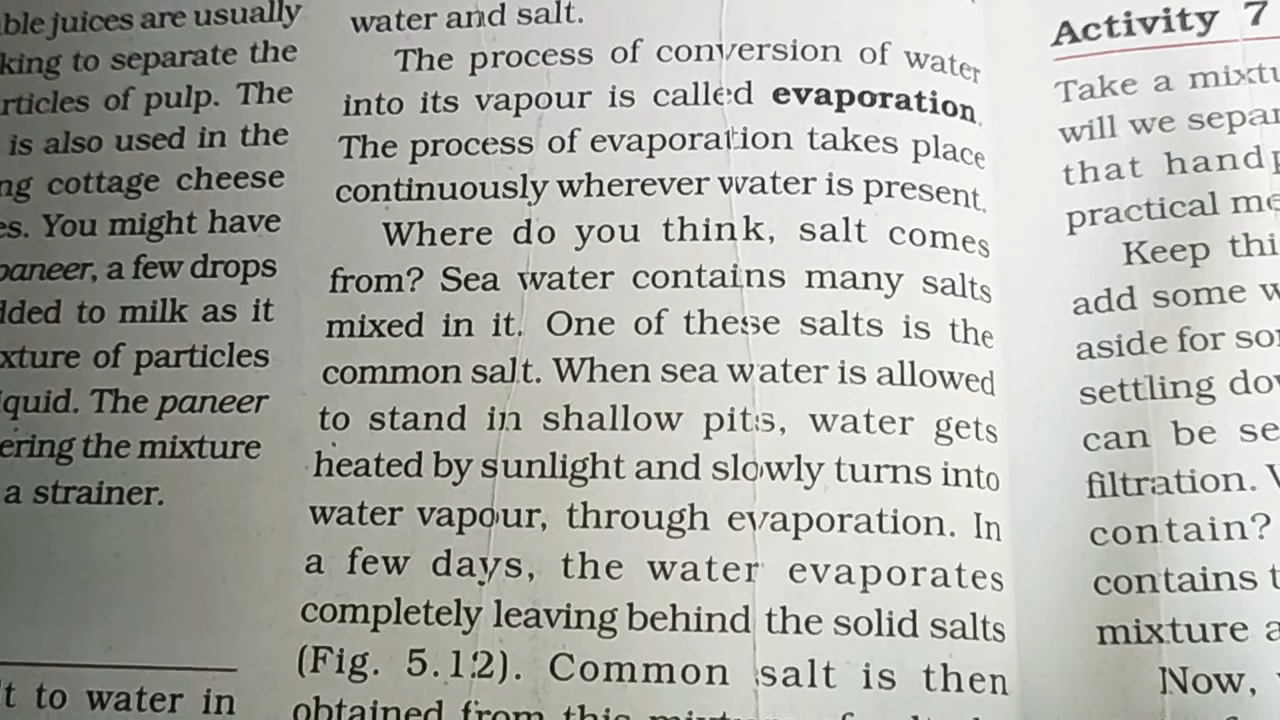 ble juices are usually
king to separate the
rticles of pulp. The
is also used in the
ng cottage cheese
es. You might have
paneer, a few drops
dded to milk as it
xture of particles
iquid. The paneer
ering the mixture
a strainer.
't to water in
water and salt.
The process of conversion of water
into its vapour is called evaporation.
The process of evaporation takes place
continuously wherever water is present.
Where do you think, salt comes
from? Sea water contains many salts
mixed in it. One of these salts is the
common salt. When sea water is allowed
to stand in shallow pits, water gets
heated by sunlight and slowly turns into
water vapour, through evaporation. In
a few days, the water evaporates
completely leaving behind the solid salts
(Fig. 5.12). Common salt is then
obtained from this
Activity 7
Take a mixtu
will we separ
that handp
practical me
Keep thi
add some w
aside for so
settling dow
can be se
filtration. W
contain?
contains t
mixture a
Now,